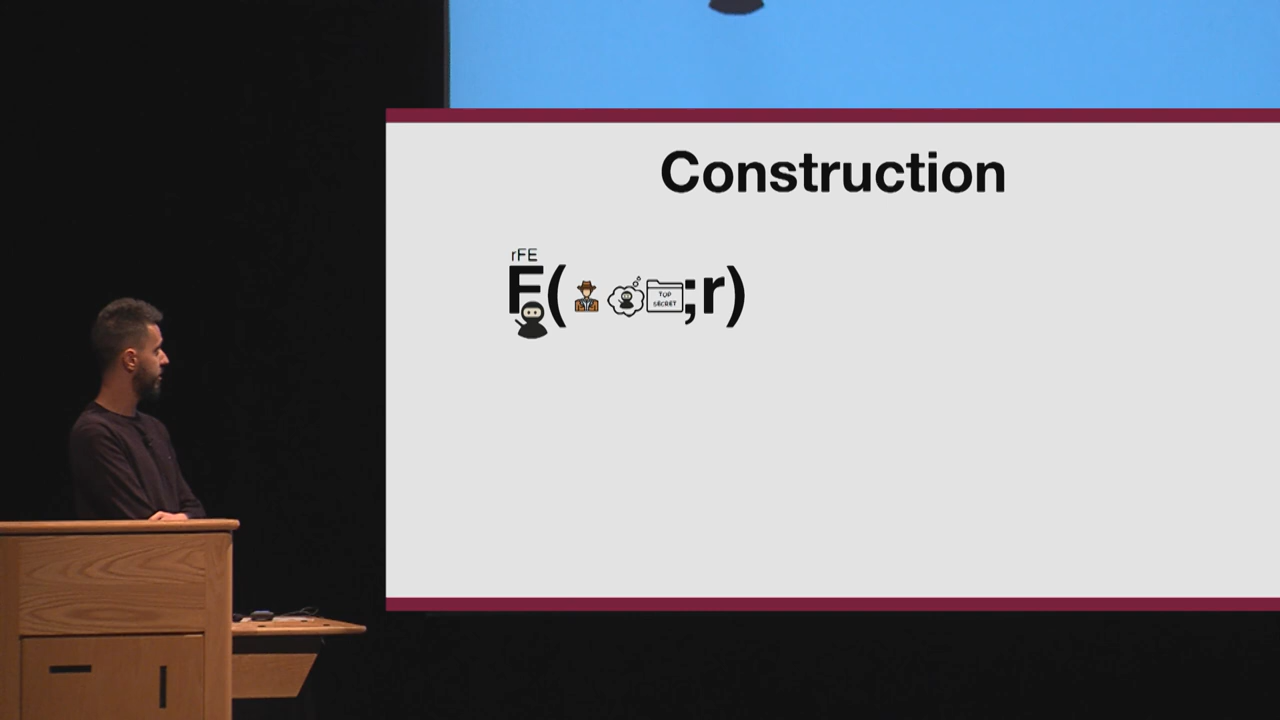 Construction
rFE
F( ;r)
TOP
SECRET